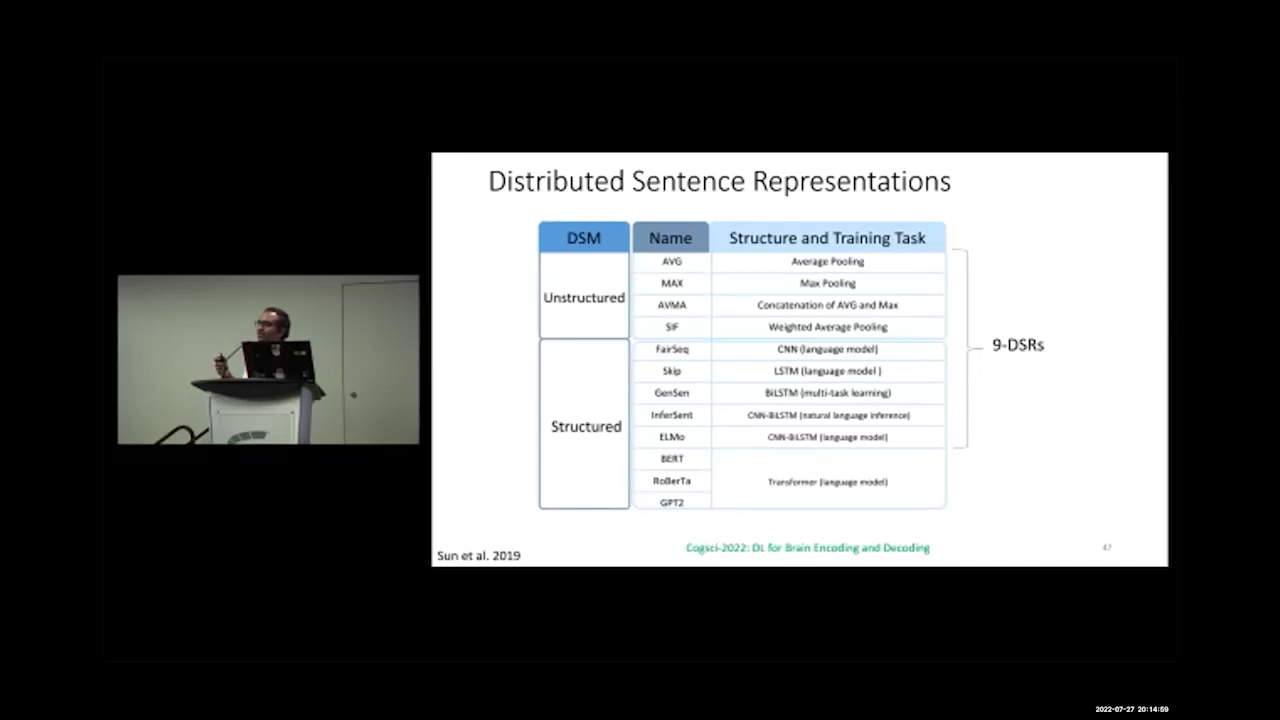 Distributed Sentence Representations
DSM Name Structure and Training Task
Unstructured
AVG Average Pooling
MAX Max Pooling
AVMA Concatenation of AVG and Max
SIF Weighted Average Pooling
Structured
FairSeq CNN (language model)
Skip LSTM (language model )
GenSen BiLSTM (multi-task learning)
InferSent CNN-BiLSTM (natural language inference)
ELMo CNN-BiLSTM (language model)
BERT
RoBerTa Transformer (language model)
GPT2
9-DSRs
Sun et al. 2019
Cogsci-2022: DL for Brain Encoding and Decoding
47
2022-07-27 20:14:59